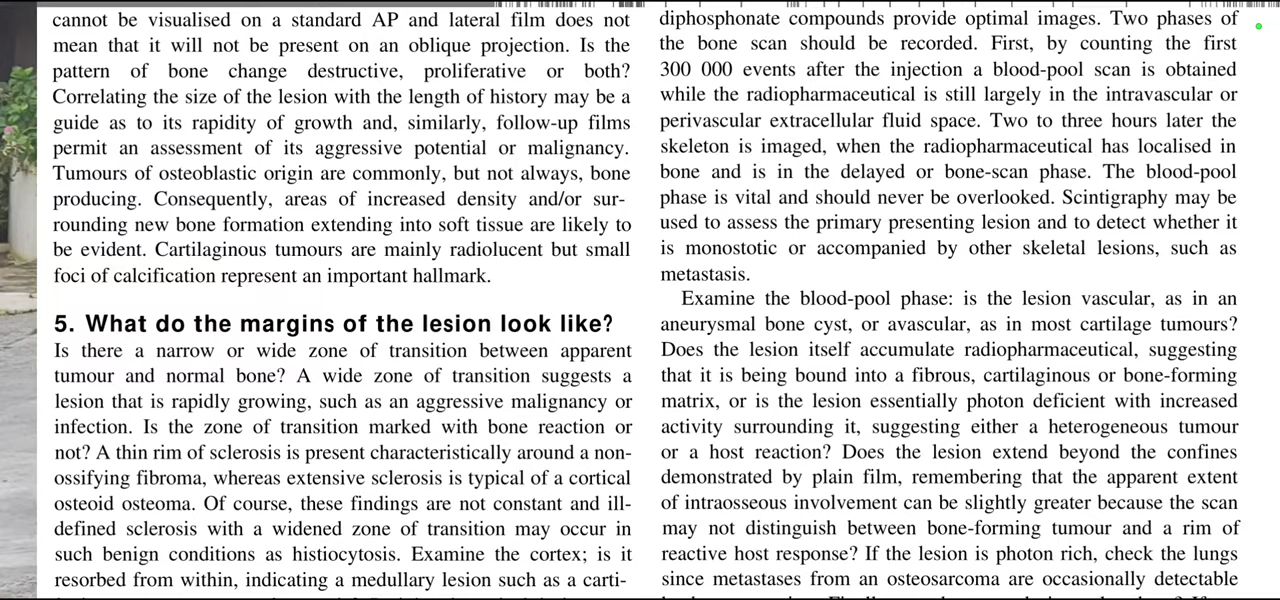 cannot be visualised on a standard AP and lateral film does not
mean that it will not be present on an oblique projection. Is the
pattern of bone change destructive, proliferative or both?
Correlating the size of the lesion with the length of history may be a
guide as to its rapidity of growth and, similarly, follow-up films
permit an assessment of its aggressive potential or malignancy.
Tumours of osteoblastic origin are commonly, but not always, bone
producing. Consequently, areas of increased density and/or sur-
rounding new bone formation extending into soft tissue are likely to
be evident. Cartilaginous tumours are mainly radiolucent but small
foci of calcification represent an important hallmark.
5. What do the margins of the lesion look like?
Is there a narrow or wide zone of transition between apparent
tumour and normal bone? A wide zone of transition suggests a
lesion that is rapidly growing, such as an aggressive malignancy or
infection. Is the zone of transition marked with bone reaction or
not? A thin rim of sclerosis is present characteristically around a non-
ossifying fibroma, whereas extensive sclerosis is typical of a cortical
osteoid osteoma. Of course, these findings are not constant and ill-
defined sclerosis with a widened zone of transition may occur in
such benign conditions as histiocytosis. Examine the cortex; is it
resorbed from within, indicating a medullary lesion such as a carti-
diphosphonate compounds provide optimal images. Two phases of
the bone scan should be recorded. First, by counting the first
300 000 events after the injection a blood-pool scan is obtained
while the radiopharmaceutical is still largely in the intravascular or
perivascular extracellular fluid space. Two to three hours later the
skeleton is imaged, when the radiopharmaceutical has localised in
bone and is in the delayed or bone-scan phase. The blood-pool
phase is vital and should never be overlooked. Scintigraphy may be
used to assess the primary presenting lesion and to detect whether it
is monostotic or accompanied by other skeletal lesions, such as
metastasis.
Examine the blood-pool phase: is the lesion vascular, as in an
aneurysmal bone cyst, or avascular, as in most cartilage tumours?
Does the lesion itself accumulate radiopharmaceutical, suggesting
that it is being bound into a fibrous, cartilaginous or bone-forming
matrix, or is the lesion essentially photon deficient with increased
activity surrounding it, suggesting either a heterogeneous tumour
or a host reaction? Does the lesion extend beyond the confines
demonstrated by plain film, remembering that the apparent extent
of intraosseous involvement can be slightly greater because the scan
may not distinguish between bone-forming tumour and a rim of
reactive host response? If the lesion is photon rich, check the lungs
since metastases from an osteosarcoma are occasionally detectable